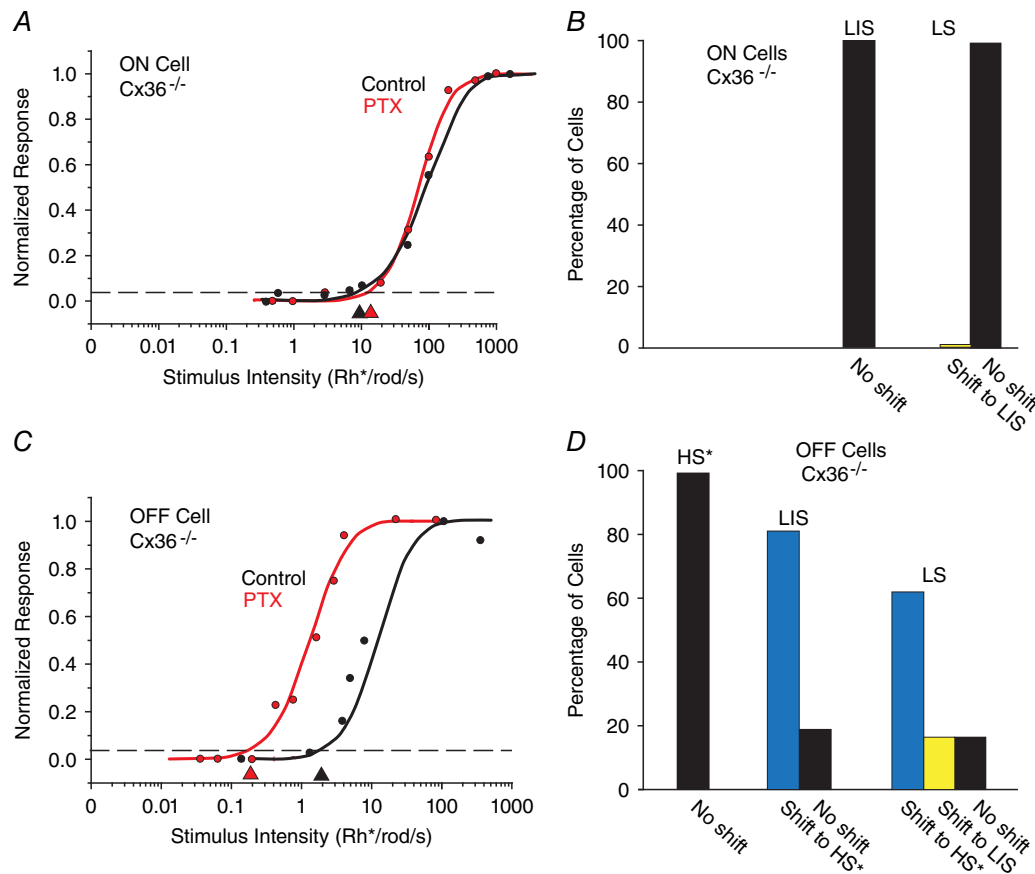 A
ON Cell
Cx36-/-
Control
PTX
Normalized Response
1.0
0.8
0.6
0.4
0.2
0.0
0 0.01 0.1 1 10 100 1000
Stimulus Intensity (Rh*/rod/s)
B
ON Cells
Cx36-/-
LIS
LS
Percentage of Cells
100
80
60
40
20
0
No shift
Shift to LIS
No shift
C
OFF Cell
Cx36-/-
Control
PTX
Normalized Response
1.0
0.8
0.6
0.4
0.2
0.0
0 0.01 0.1 1 10 100 1000
Stimulus Intensity (Rh*/rod/s)
D
OFF Cells
Cx36-/-
HS*
LIS
LS
Percentage of Cells
100
80
60
40
20
0
No shift
Shift to HS*
No shift
Shift to HS*
Shift to LIS
No shift